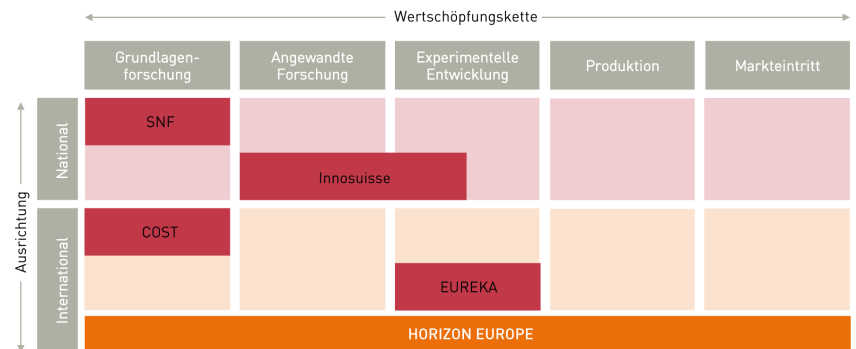 Wertschöpfungskette
Grundlagen-
forschung
Angewandte
Forschung
Experimentelle
Entwicklung
Produktion
Markteintritt
Ausrichtung
National
SNF
Innosuisse
International
COST
EUREKA
HORIZON EUROPE